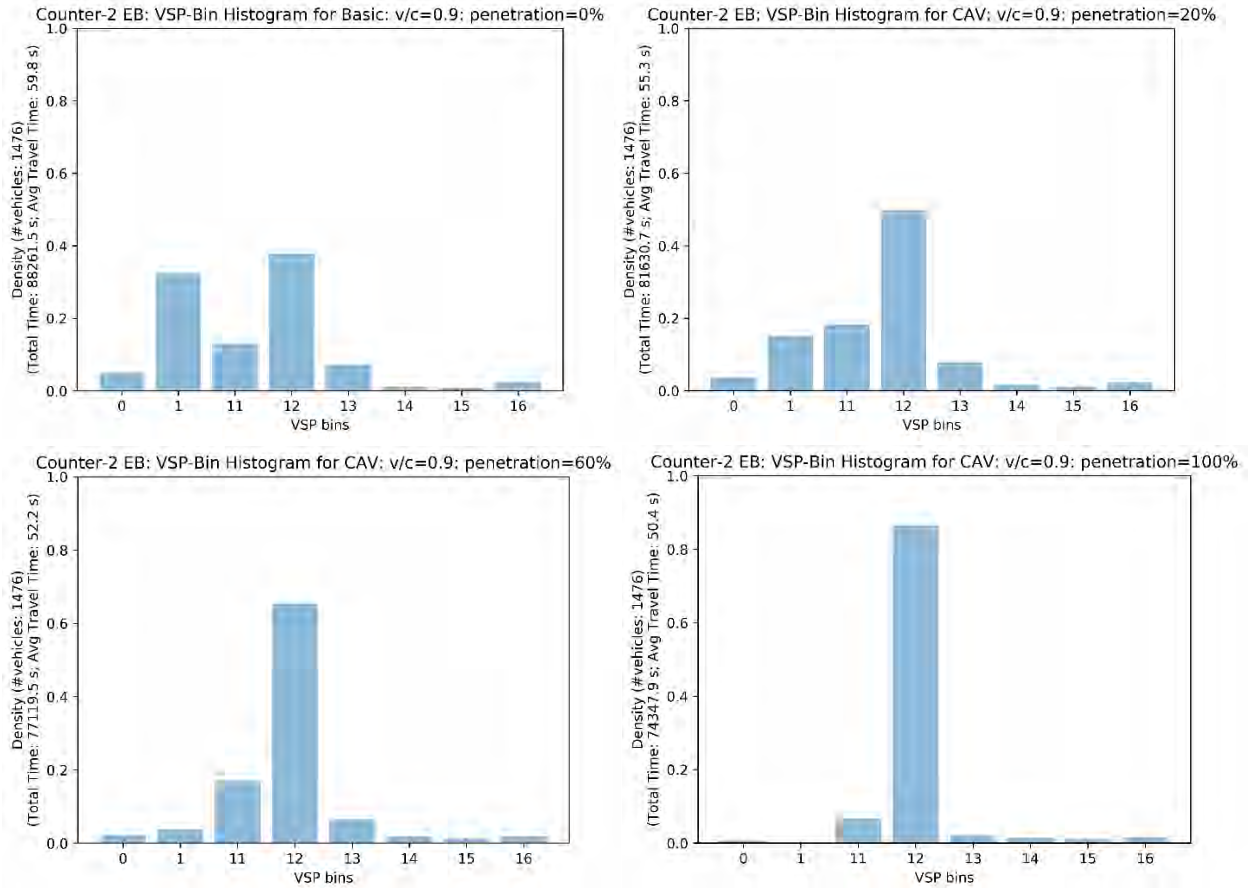 Counter-2 EB: VSP-Bin Histogram for Basic: v/c=0.9: penetration=0%
Density (#vehicles: 1476)
(Total Time: 88261.5 s; Avg Travel Time: 59.8 s)
1.0
0.8
0.6
0.4
0.2
0.0
0 1 11 12 13 14 15 16
VSP bins
Counter-2 EB: VSP-Bin Histogram for CAV: v/c=0.9: penetration=20%
Density (#vehicles: 1476)
(Total Time: 81630.7 s; Avg Travel Time: 55.3 s)
1.0
0.8
0.6
0.4
0.2
0.0
0 1 11 12 13 14 15 16
VSP bins
Counter-2 EB: VSP-Bin Histogram for CAV: v/c=0.9: penetration=60%
Density (#vehicles: 1476)
(Total Time: 77119.5 s; Avg Travel Time: 52.2 s)
1.0
0.8
0.6
0.4
0.2
0.0
0 1 11 12 13 14 15 16
VSP bins
Counter-2 EB: VSP-Bin Histogram for CAV: v/c=0.9: penetration=100%
Density (#vehicles: 1476)
(Total Time: 74347.9 s; Avg Travel Time: 50.4 s)
1.0
0.8
0.6
0.4
0.2
0.0
0 1 11 12 13 14 15 16
VSP bins